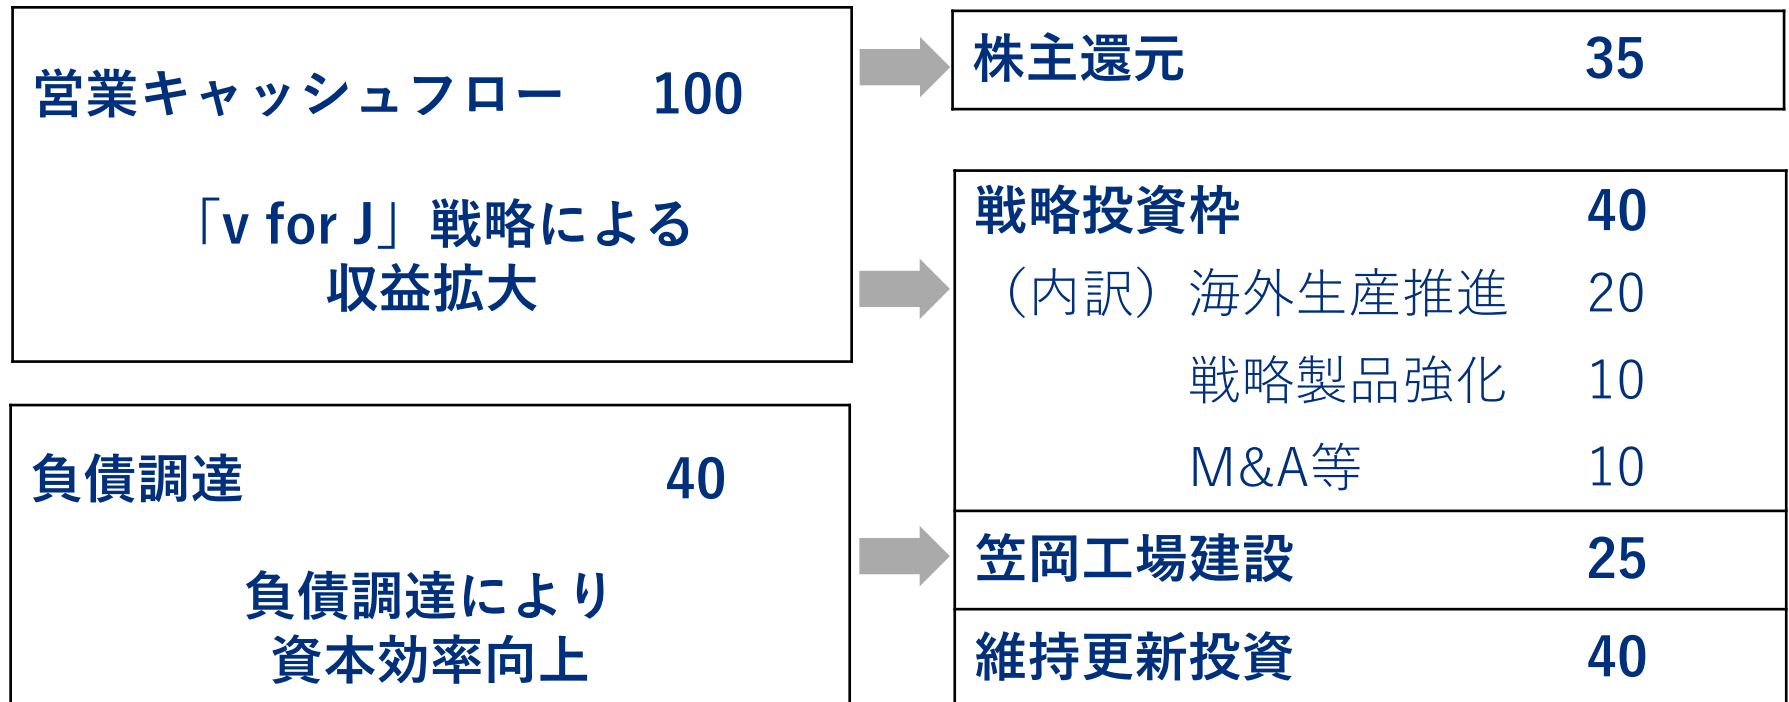 営業キャッシュフロー 100
「v for J」戦略による
収益拡大
負債調達 40
負債調達により
資本効率向上
株主還元 35
戦略投資枠 40
（内訳）海外生産推進 20
戦略製品強化 10
M&A等 10
笠岡工場建設 25
維持更新投資 40